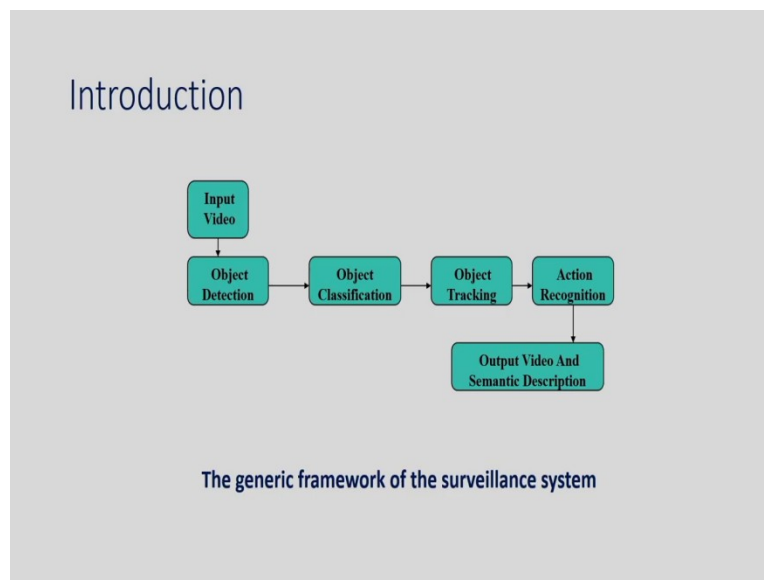 Introduction
Input
Video
Object
Detection
Object
Classification
Object
Tracking
Action
Recognition
Output Video And
Semantic Description
The generic framework of the surveillance system